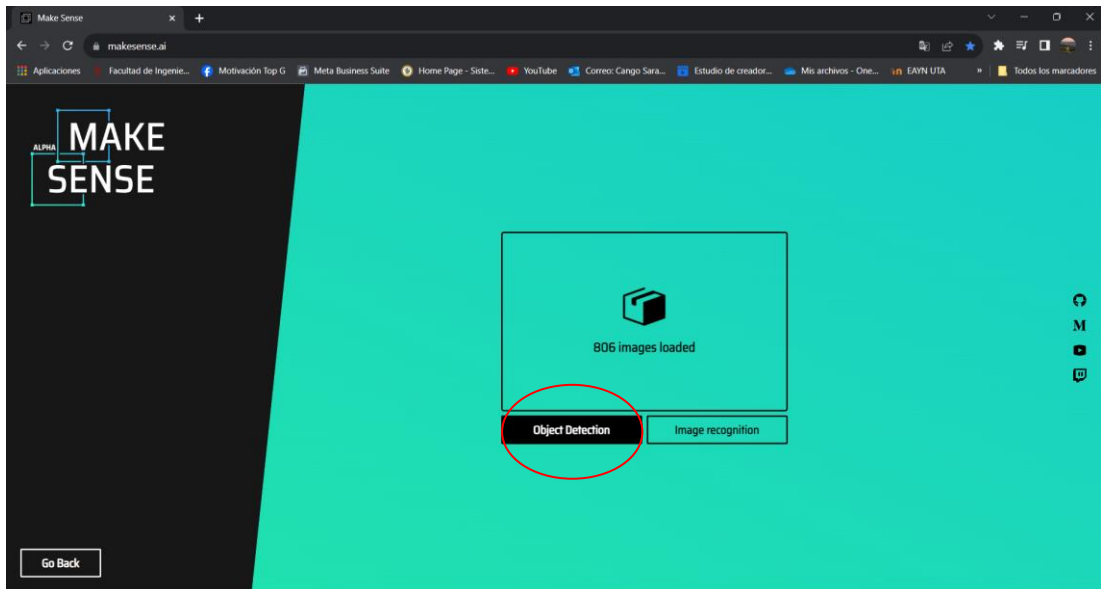 Make Sense
makesense.ai
Aplicaciones
Facultad de Ingenie...
Motivación Top G
Meta Business Suite
Home Page - Siste...
YouTube
Correo: Cango Sara...
Estudio de creador...
Mis archivos - One...
EAYN UTA
»
Todos los marcadores
ALPHA
MAKE
SENSE
806 images loaded
Object Detection
Image recognition
M
Go Back